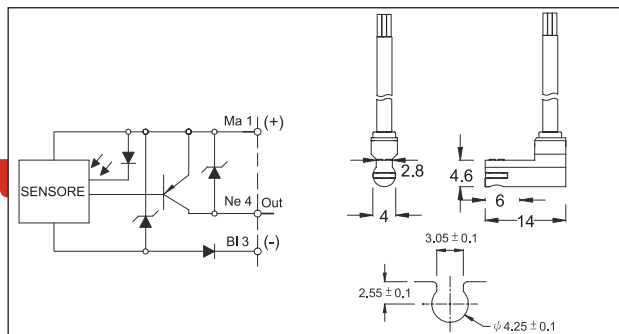 Ma 1 (+)
SENSORE
Ne 4 Out
Bl 3 (-)
2.8
4
4.6
6
14
3.05 ± 0.1
2.55 ± 0.1
ϕ 4.25 ± 0.1